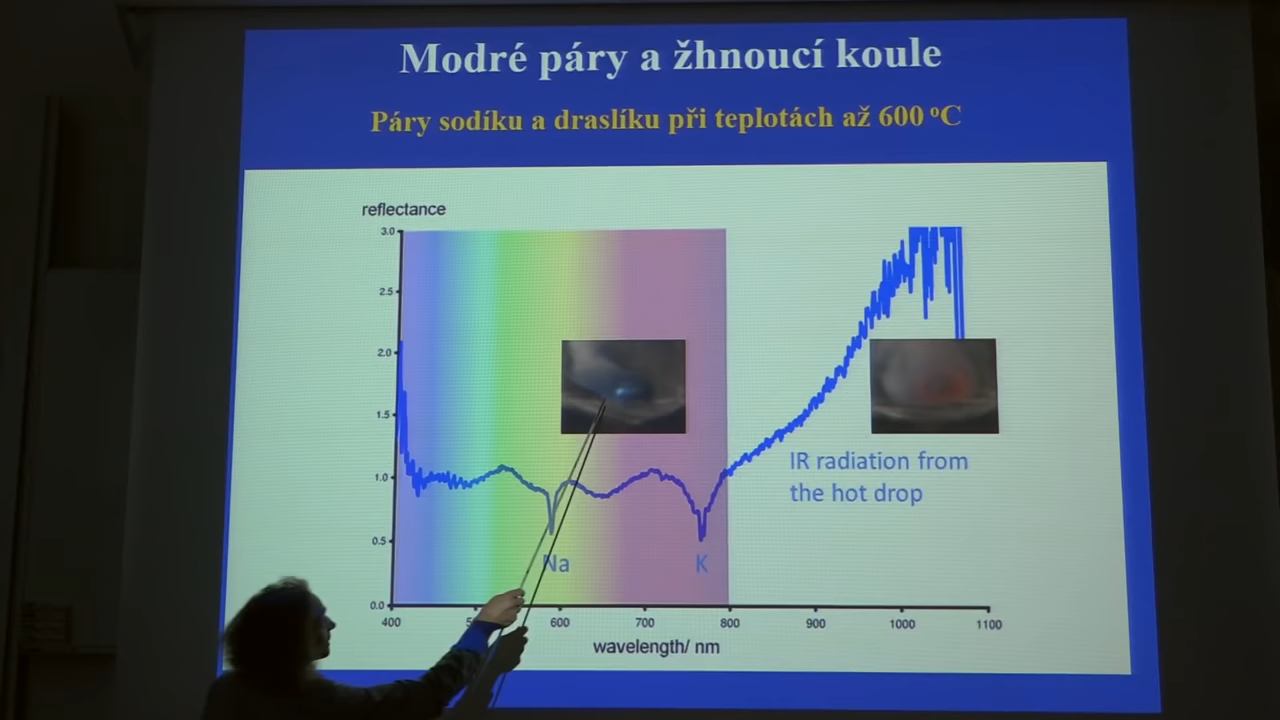 Modré páry a žhnoucí koule
Páry sodíku a draslíku při teplotách až 600 °C
reflectance
3.0
2.5
2.0
1.5
1.0
0.5
0.0
Na
K
IR radiation from
the hot drop
400 600 700 800 900 1000 1100
wavelength/ nm